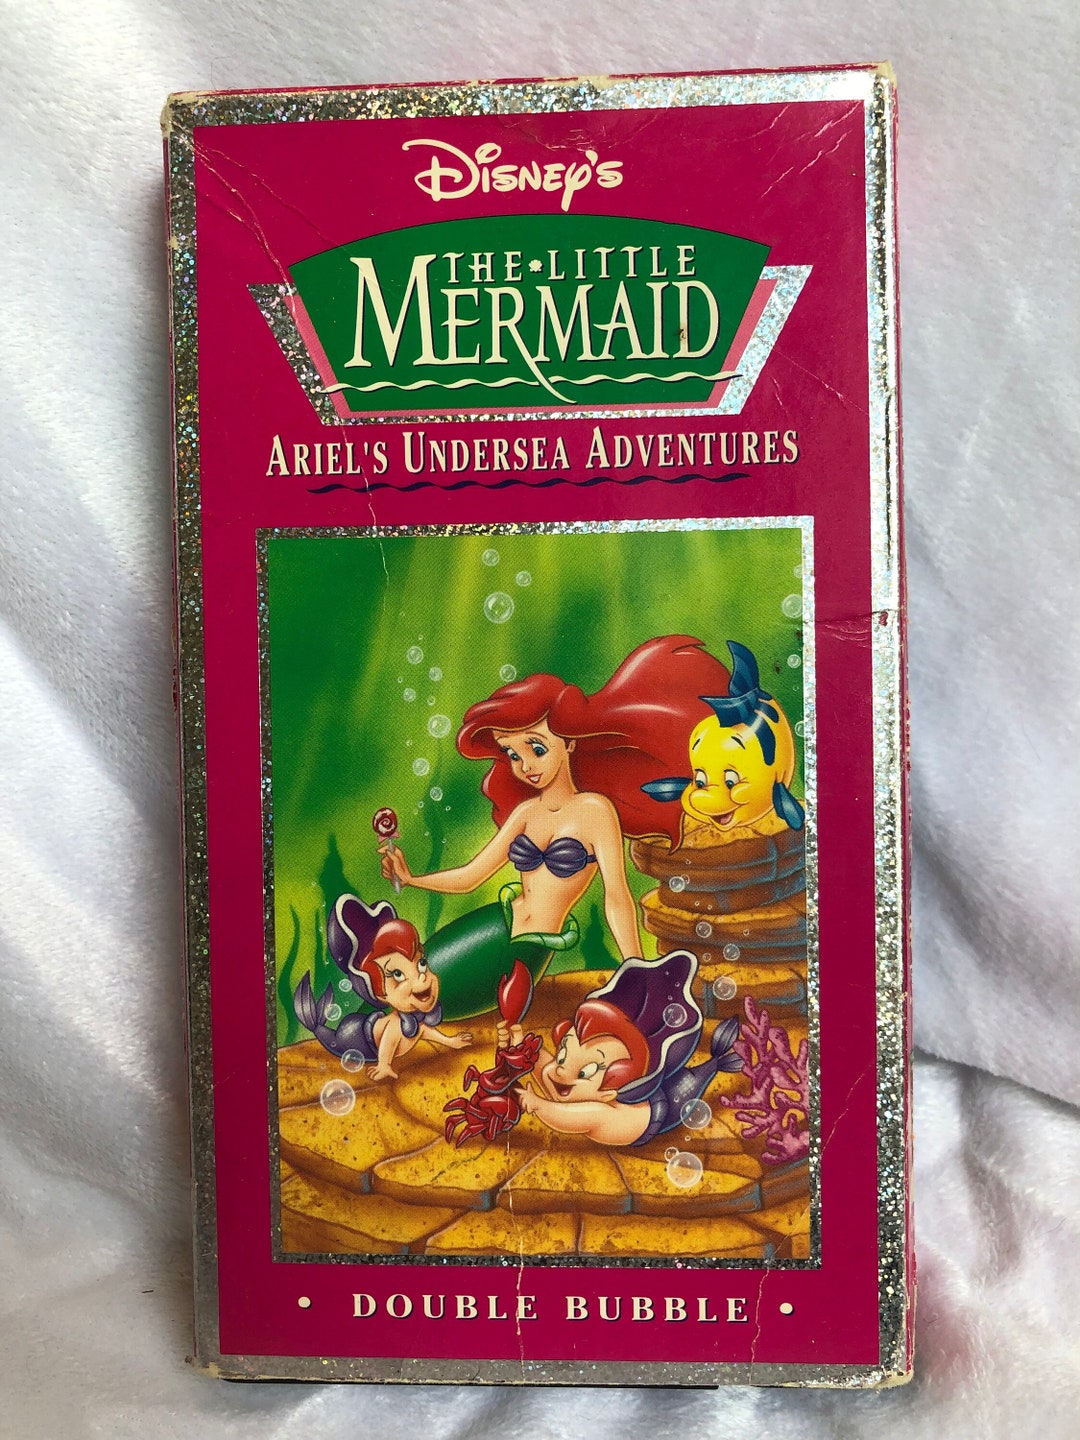 Disney's
THE • LITTLE
MERMAID
ARIEL'S UNDERSEA ADVENTURES
• DOUBLE BUBBLE •